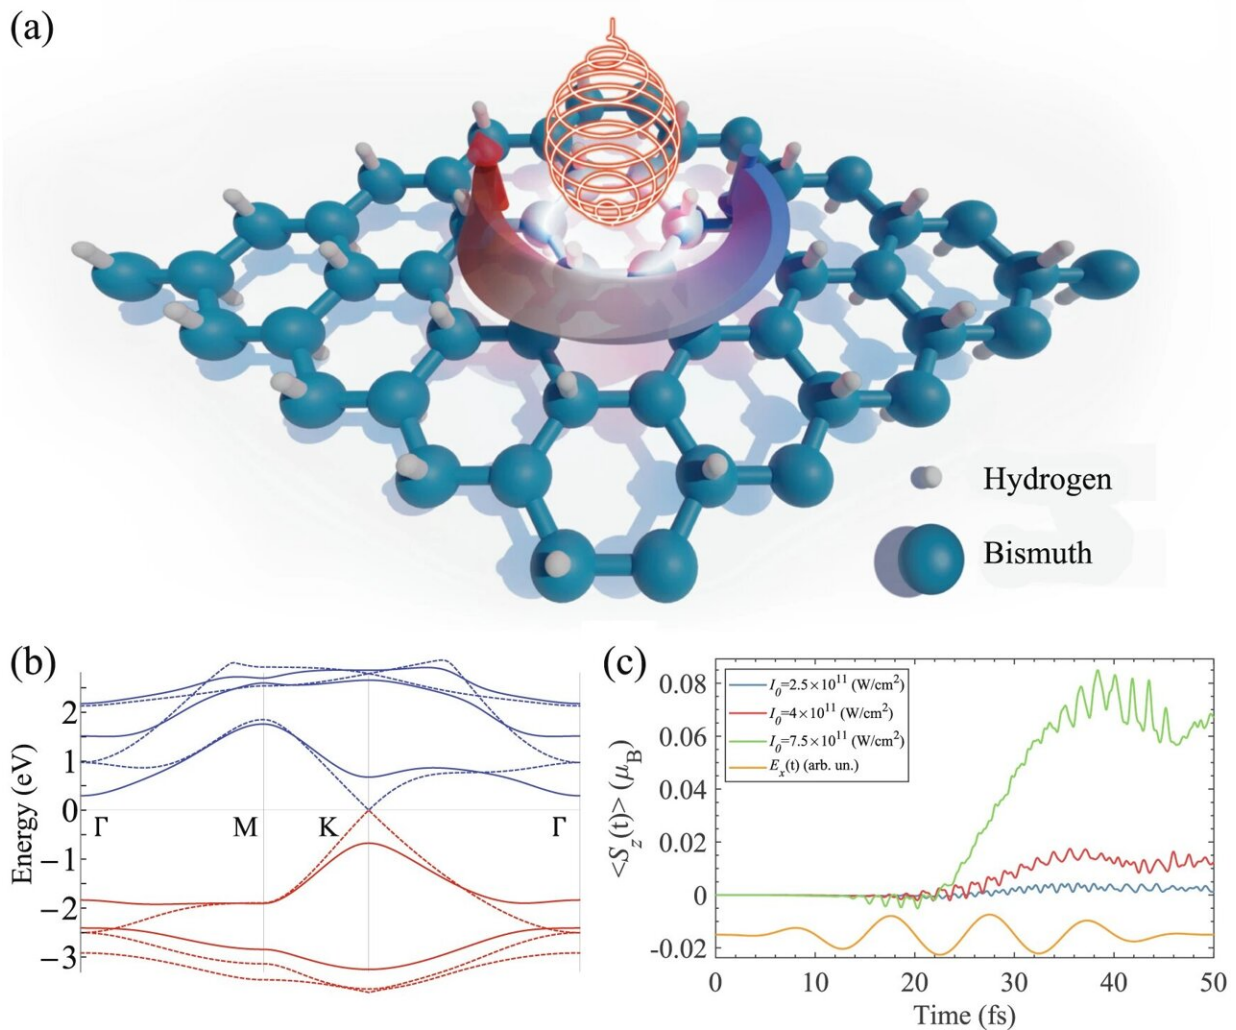 (a)
Hydrogen
Bismuth
(b)
Energy (eV)
2
1
0
−1
−2
−3
Γ
M
K
Γ
(c)
<S_z(t)> (μ_B)
0.08
0.06
0.04
0.02
0
-0.02
I_0=2.5×10^11 (W/cm^2)
I_0=4×10^11 (W/cm^2)
I_0=7.5×10^11 (W/cm^2)
E_x(t) (arb. un.)
0
10
20
30
40
50
Time (fs)